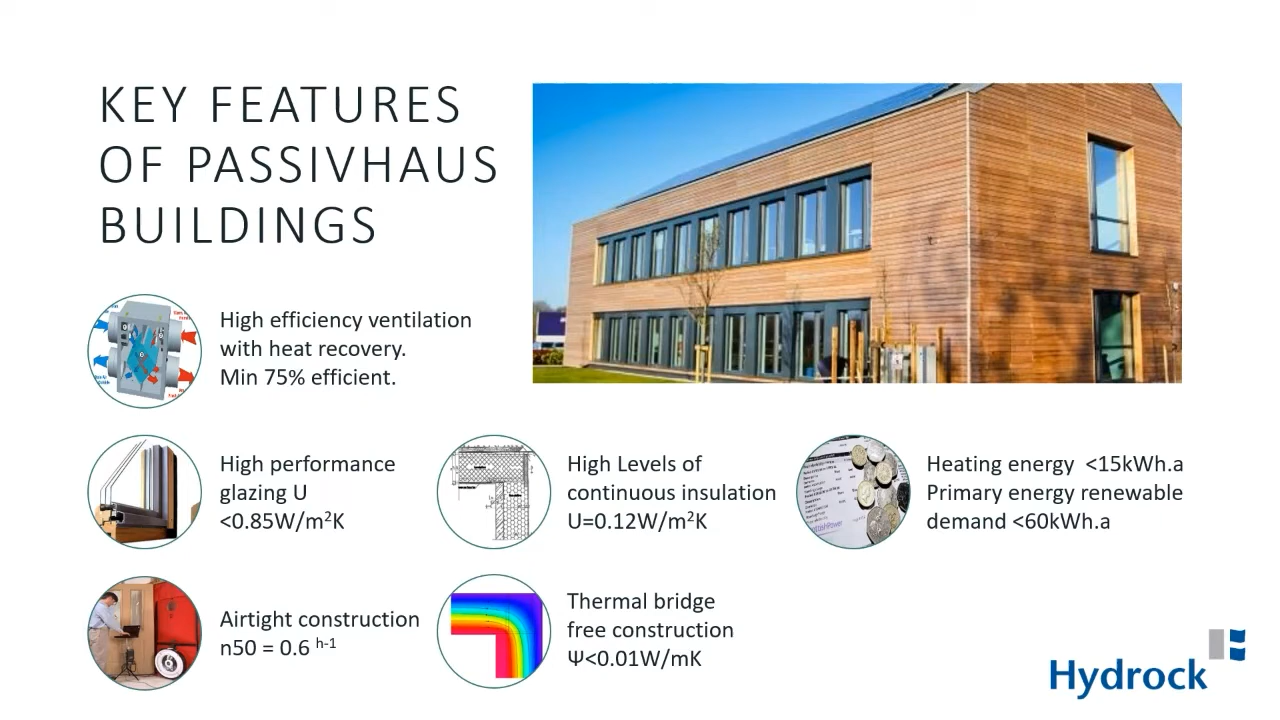 KEY FEATURES
OF PASSIVHAUS
BUILDINGS
High efficiency ventilation
with heat recovery.
Min 75% efficient.
High performance
glazing U
<0.85W/m²K
High Levels of
continuous insulation
U=0.12W/m²K
Heating energy  <15kWh.a
Primary energy renewable
demand <60kWh.a
Airtight construction
n50 = 0.6 ʰ⁻¹
Thermal bridge
free construction
Ψ<0.01W/mK
Hydrock